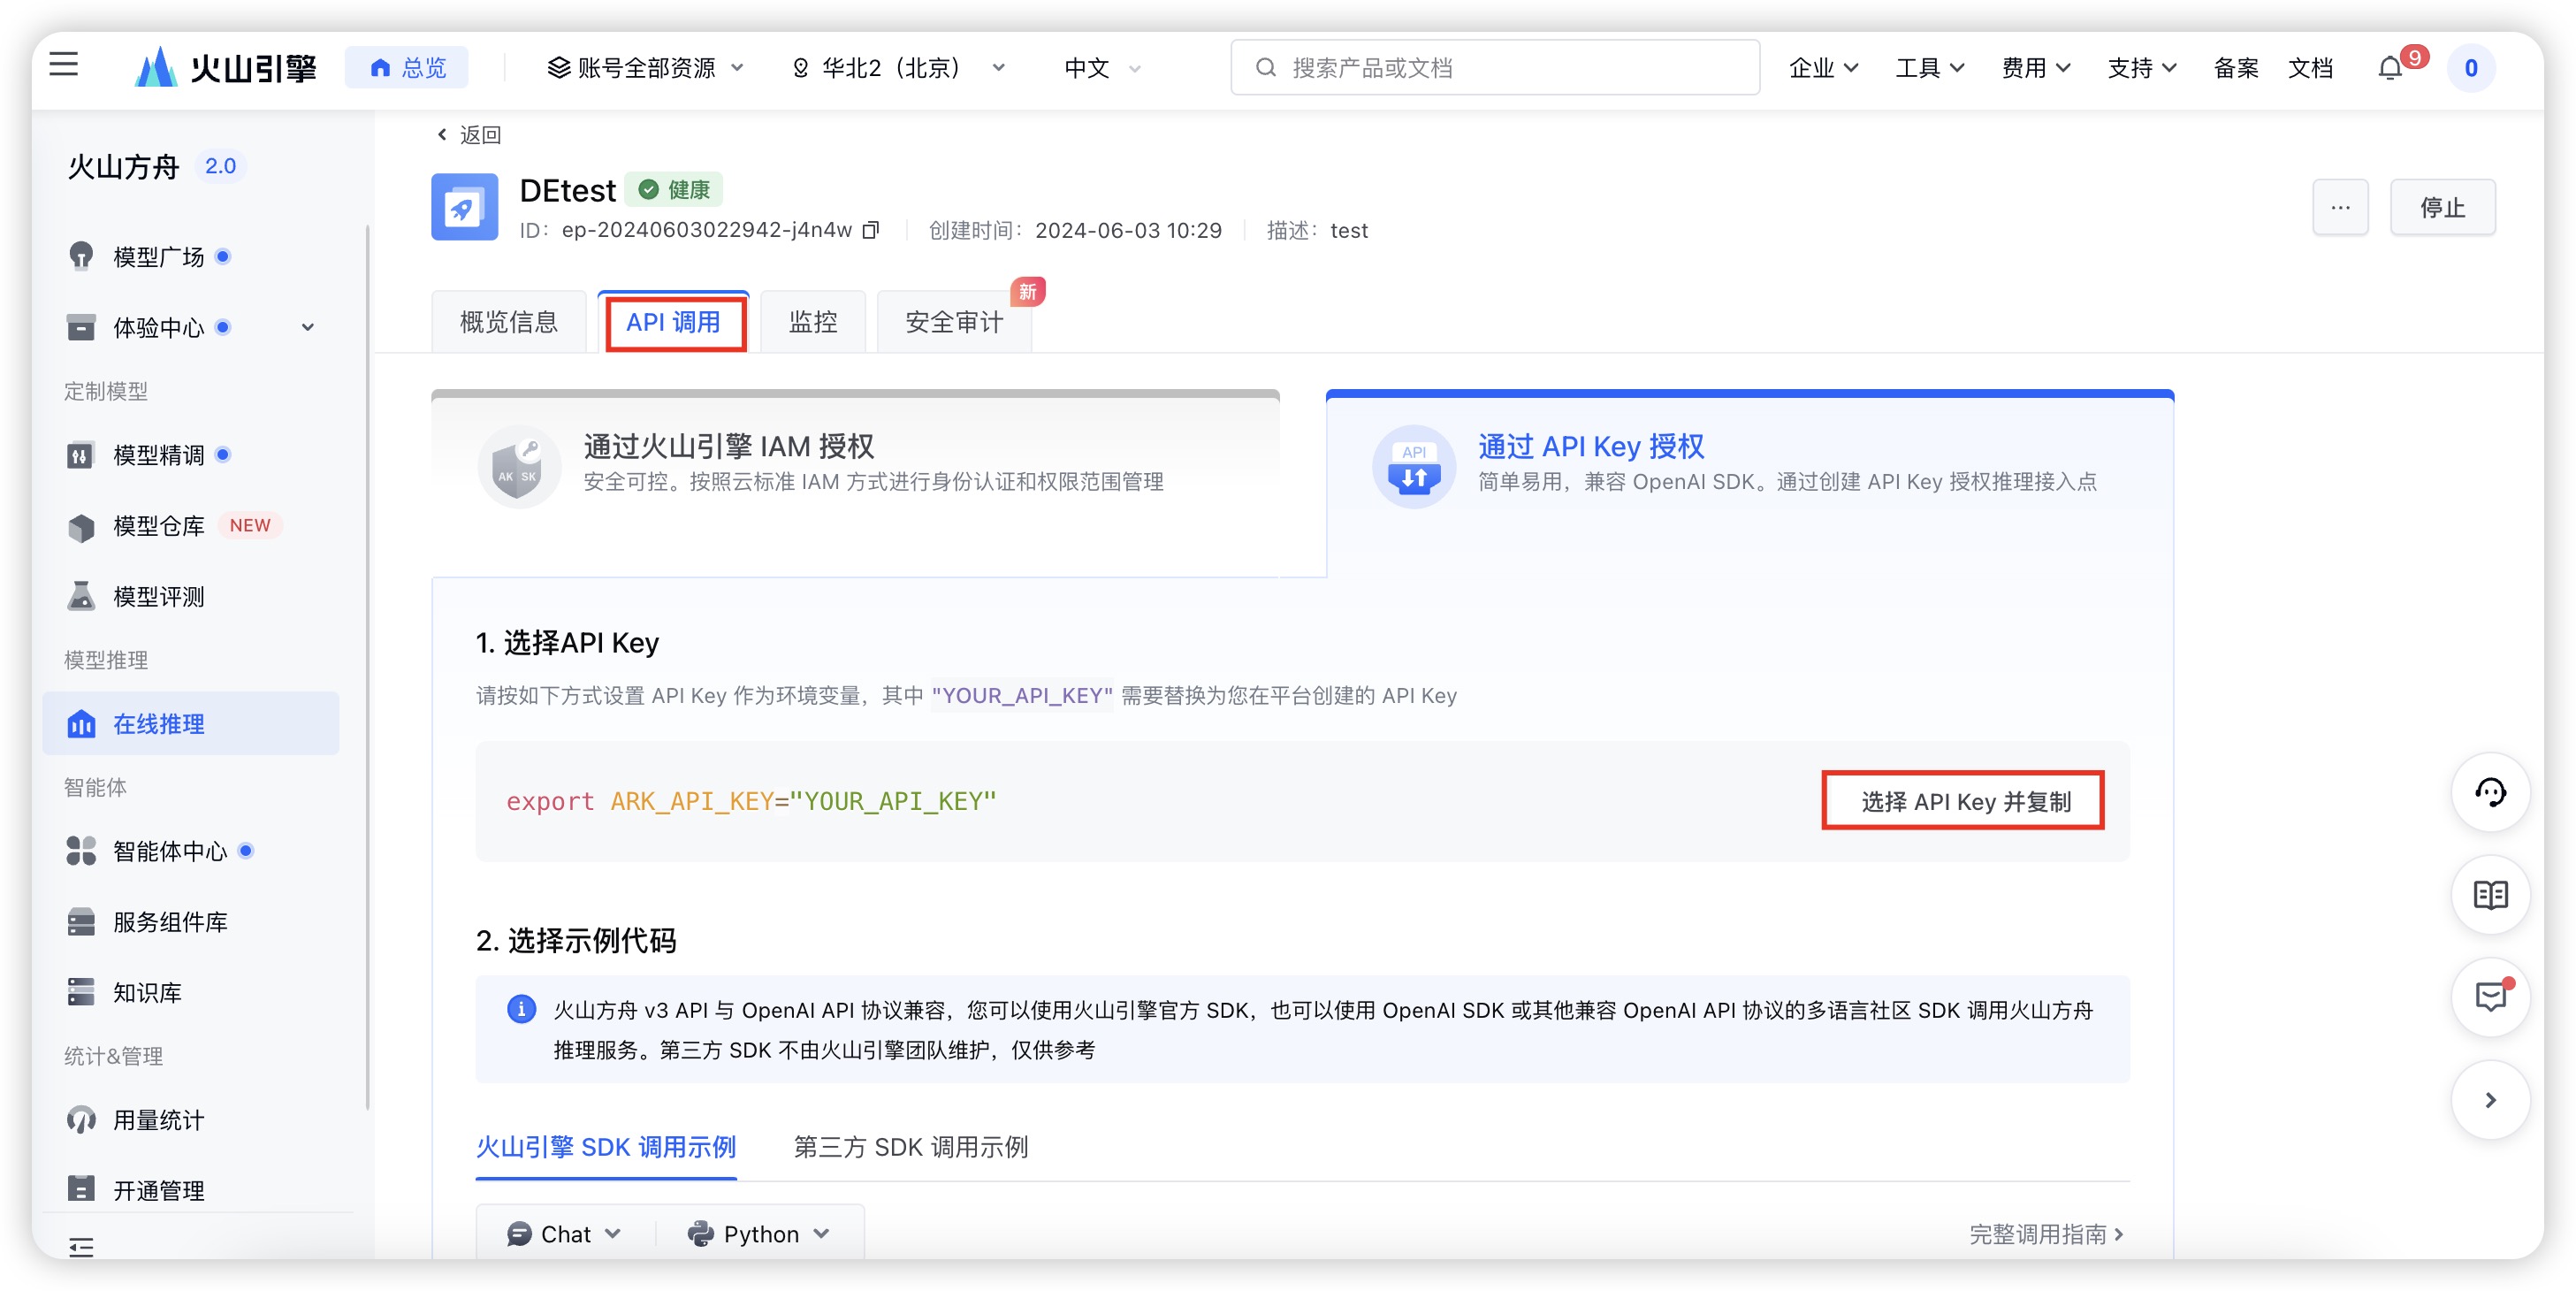 火山引擎
总览
账号全部资源
华北2（北京）
中文
搜索产品或文档
企业
工具
费用
支持
备案
文档
9
0
火山方舟 2.0
模型广场
体验中心
定制模型
模型精调
模型仓库 NEW
模型评测
模型推理
在线推理
智能体
智能体中心
服务组件库
知识库
统计&管理
用量统计
开通管理
返回
DEtest 健康
ID：ep-20240603022942-j4n4w
创建时间：2024-06-03 10:29
描述：test
...
停止
概览信息
API 调用
监控
安全审计
新
AK SK
通过火山引擎 IAM 授权
安全可控。按照云标准 IAM 方式进行身份认证和权限范围管理
API
通过 API Key 授权
简单易用，兼容 OpenAI SDK。通过创建 API Key 授权推理接入点
1. 选择API Key
请按如下方式设置 API Key 作为环境变量，其中 "YOUR_API_KEY" 需要替换为您在平台创建的 API Key
export ARK_API_KEY="YOUR_API_KEY"
选择 API Key 并复制
2. 选择示例代码
火山方舟 v3 API 与 OpenAI API 协议兼容，您可以使用火山引擎官方 SDK，也可以使用 OpenAI SDK 或其他兼容 OpenAI API 协议的多语言社区 SDK 调用火山方舟
推理服务。第三方 SDK 不由火山引擎团队维护，仅供参考
火山引擎 SDK 调用示例
第三方 SDK 调用示例
Chat
Python
完整调用指南